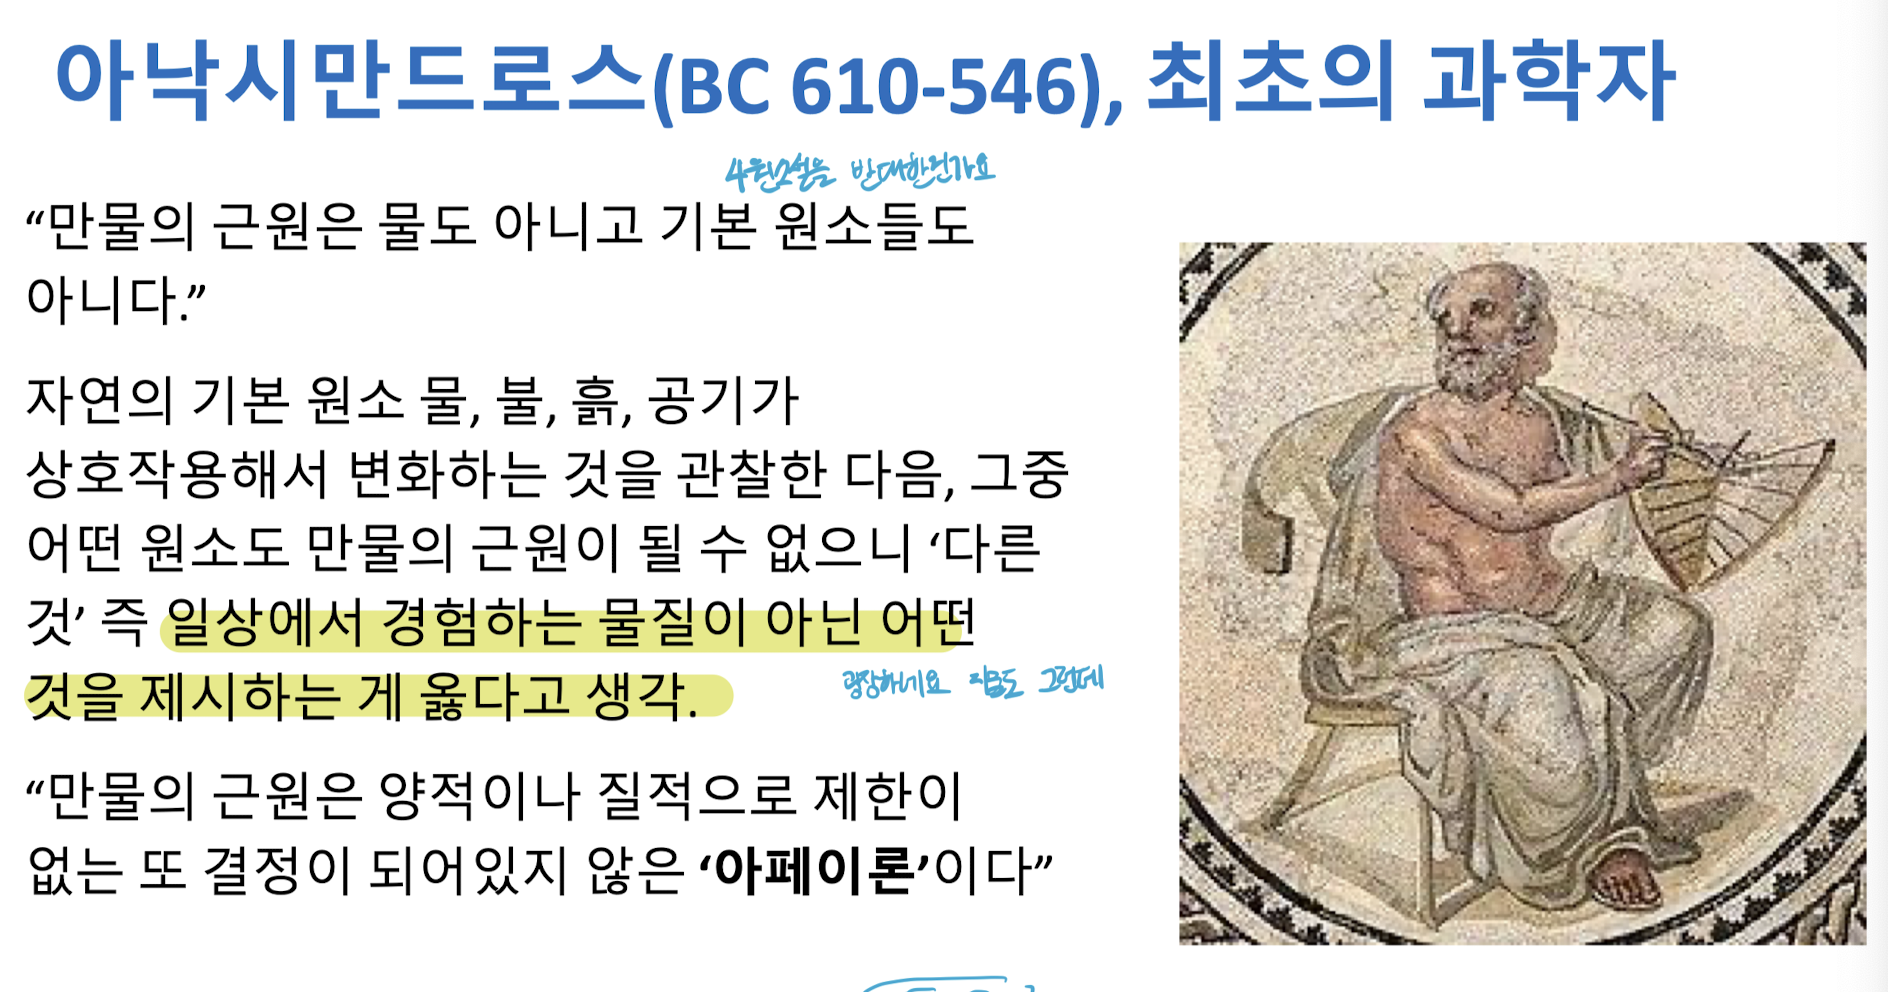 아낙시만드로스(BC 610-546), 최초의 과학자
4원소설을 반대한건가요
“만물의 근원은 물도 아니고 기본 원소들도
아니다.”
자연의 기본 원소 물, 불, 흙, 공기가
상호작용해서 변화하는 것을 관찰한 다음, 그중
어떤 원소도 만물의 근원이 될 수 없으니 ‘다른
것’ 즉 일상에서 경험하는 물질이 아닌 어떤
것을 제시하는 게 옳다고 생각.
굉장하네요 지금도 그런데
“만물의 근원은 양적이나 질적으로 제한이
없는 또 결정이 되어있지 않은 ‘아페이론’이다”